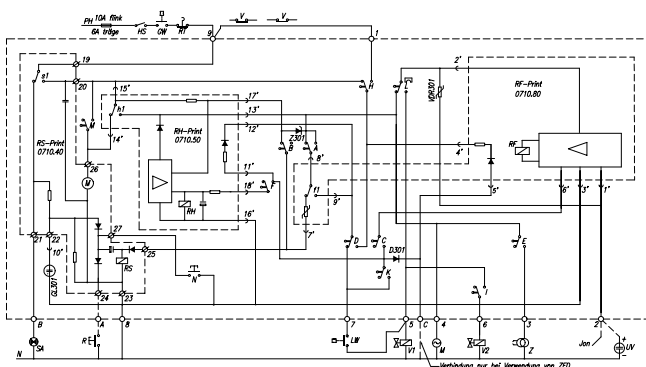 PH 10A flink
6A träge
HS
GW
RT
V V
9 1
19
s1
20
15'
h1
M
14'
RS-Print
0710.40
RH-Print
0710.50
17'
13'
12'
Z301
B A
8'
11'
18'
F
RH
16'
f1
9'
7'
H
L
2'
VDR301
4'
5'
RF-Print
0710.80
RF
6' 3' 1'
26
M
21 22
10'
GL301
27
25
RS
24 23
N
D C
D301
K
E
I
B A 8 7 5 C 4 6 3 2
SA
R
LW
V1
M
V2
Z
Jon
UV
N
Verbindung nur bei Verwendung von ZFD